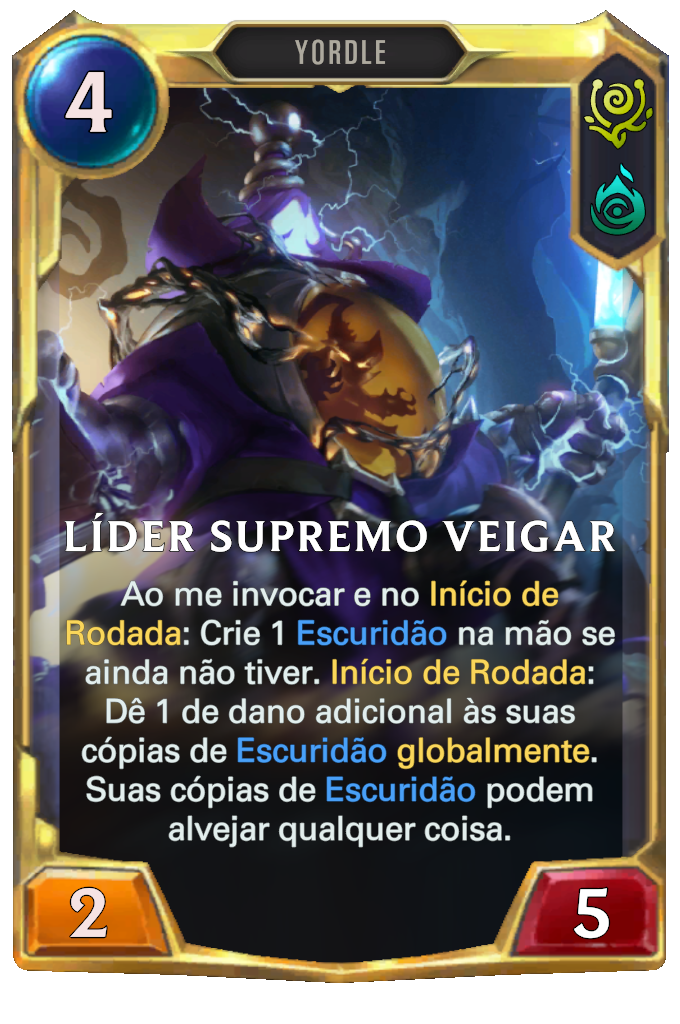 YORDLE
4
LÍDER SUPREMO VEIGAR
Ao me invocar e no Início de
Rodada: Crie 1 Escuridão na mão se
ainda não tiver. Início de Rodada:
Dê 1 de dano adicional às suas
cópias de Escuridão globalmente.
Suas cópias de Escuridão podem
alvejar qualquer coisa.
2
5